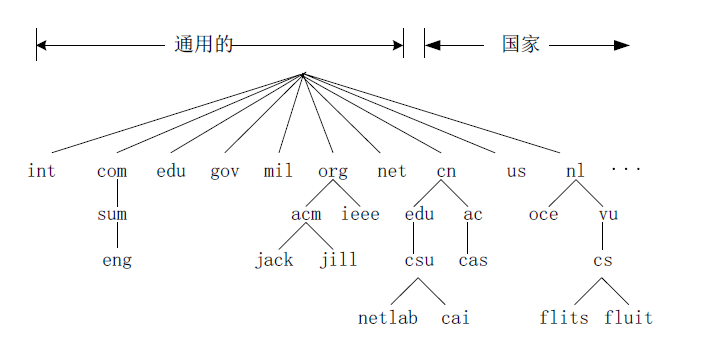 通用的 国家
int com edu gov mil org net cn us nl ···
sum acm ieee edu ac oce vu
eng jack jill csu cas cs
netlab cai flits fluit